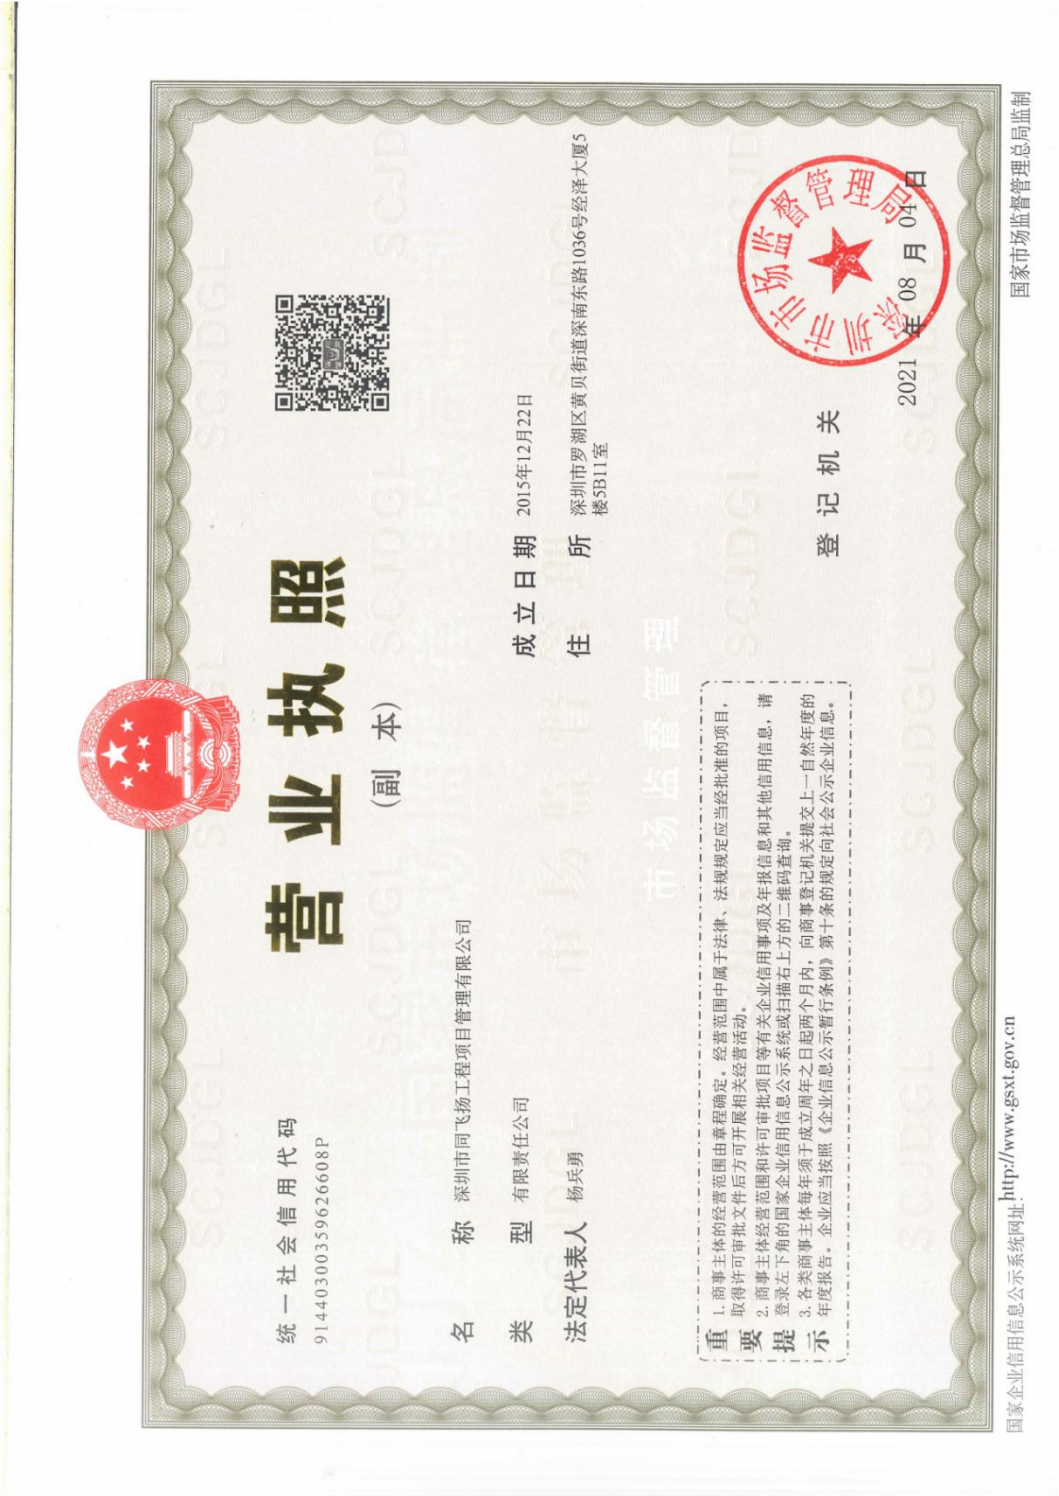 营业执照
(副 本)
统一社会信用代码
91440300359626608P
名 称 深圳市同飞扬工程项目管理有限公司
类 型 有限责任公司
法定代表人 杨兵勇
成立日期 2015年12月22日
住 所 深圳市罗湖区黄贝街道深南东路1036号经泽大厦5
楼5B11室
重要提示
1. 商事主体的经营范围由章程确定。经营范围中属于法律、法规规定应当经批准的项目，
取得许可审批文件后方可开展相关经营活动。
2. 商事主体经营范围和许可审批项目等有关企业信用事项及年报信息和其他信用信息，请
登录左下角的国家企业信用信息公示系统或扫描右上方的二维码查询。
3. 各类商事主体每年须于成立周年之日起两个月内，向商事登记机关提交上一自然年度的
年度报告。企业应当按照《企业信息公示暂行条例》第十条的规定向社会公示企业信息。
登记机关
深圳市市场监督管理局
2021 年 08 月 04 日
市场监督管理
SCJDGL
国家企业信用信息公示系统网址:http://www.gsxt.gov.cn
国家市场监督管理总局监制